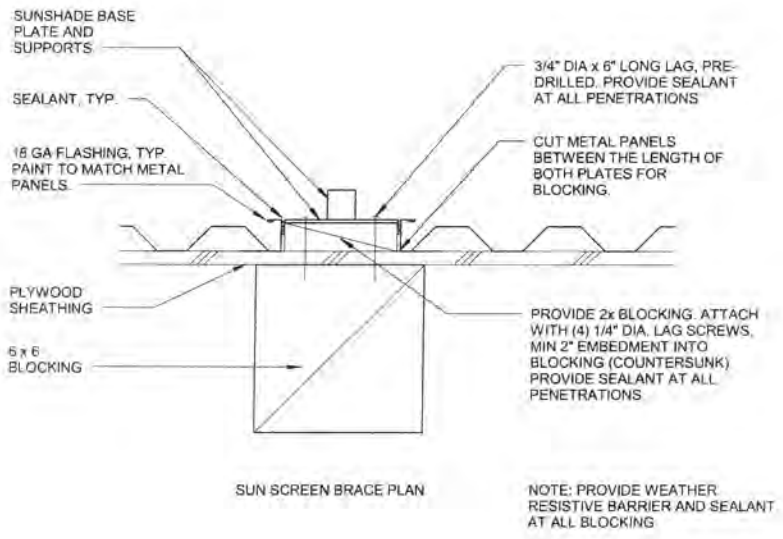 SUNSHADE BASE
PLATE AND
SUPPORTS
SEALANT, TYP.
18 GA FLASHING, TYP
PAINT TO MATCH METAL
PANELS.
PLYWOOD
SHEATHING
6 x 6
BLOCKING
3/4" DIA x 6" LONG LAG, PRE-
DRILLED. PROVIDE SEALANT
AT ALL PENETRATIONS
CUT METAL PANELS
BETWEEN THE LENGTH OF
BOTH PLATES FOR
BLOCKING.
PROVIDE 2x BLOCKING. ATTACH
WITH (4) 1/4" DIA. LAG SCREWS,
MIN 2" EMBEDMENT INTO
BLOCKING (COUNTERSUNK)
PROVIDE SEALANT AT ALL
PENETRATIONS
SUN SCREEN BRACE PLAN
NOTE: PROVIDE WEATHER
RESISTIVE BARRIER AND SEALANT
AT ALL BLOCKING